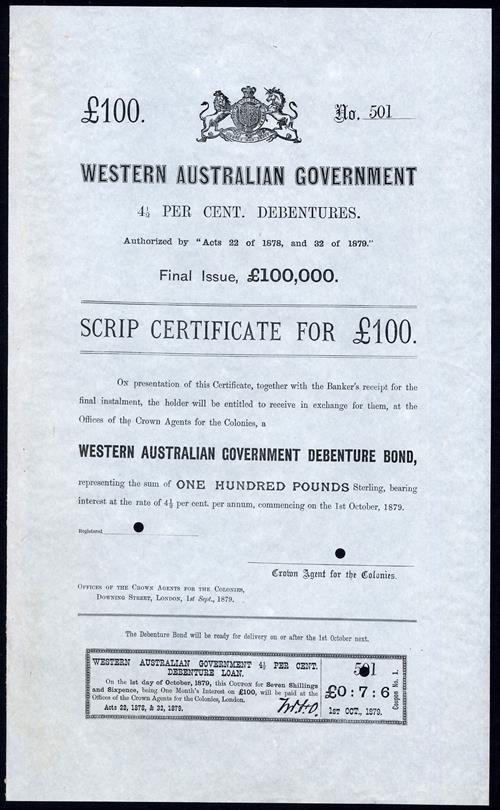 £100.
No. 501
WESTERN AUSTRALIAN GOVERNMENT
4½ PER CENT. DEBENTURES.
Authorized by "Acts 22 of 1878, and 32 of 1879."
Final Issue, £100,000.
SCRIP CERTIFICATE FOR £100.
On presentation of this Certificate, together with the Banker's receipt for the
final instalment, the holder will be entitled to receive in exchange for them, at the
Offices of the Crown Agents for the Colonies, a
WESTERN AUSTRALIAN GOVERNMENT DEBENTURE BOND,
representing the sum of ONE HUNDRED POUNDS Sterling, bearing
interest at the rate of 4½ per cent. per annum, commencing on the 1st October, 1879.
Registered
Crown Agent for the Colonies.
Offices of the Crown Agents for the Colonies,
Downing Street, London, 1st Sept., 1879.
The Debenture Bond will be ready for delivery on or after the 1st October next.
WESTERN AUSTRALIAN GOVERNMENT 4½ PER CENT.
DEBENTURE LOAN.
On the 1st day of October, 1879, this COUPON for Seven Shillings
and Sixpence, being One Month's Interest on £100, will be paid at the
Offices of the Crown Agents for the Colonies, London.
Acts 22, 1878, & 32, 1879.
501
£0:7:6
1ST OCT., 1879.
Coupon No. 1.